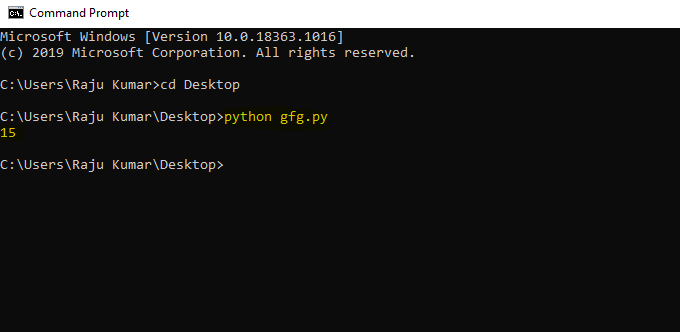 Command Prompt
Microsoft Windows [Version 10.0.18363.1016]
(c) 2019 Microsoft Corporation. All rights reserved.
C:\Users\Raju Kumar>cd Desktop
C:\Users\Raju Kumar\Desktop>python gfg.py
15
C:\Users\Raju Kumar\Desktop>